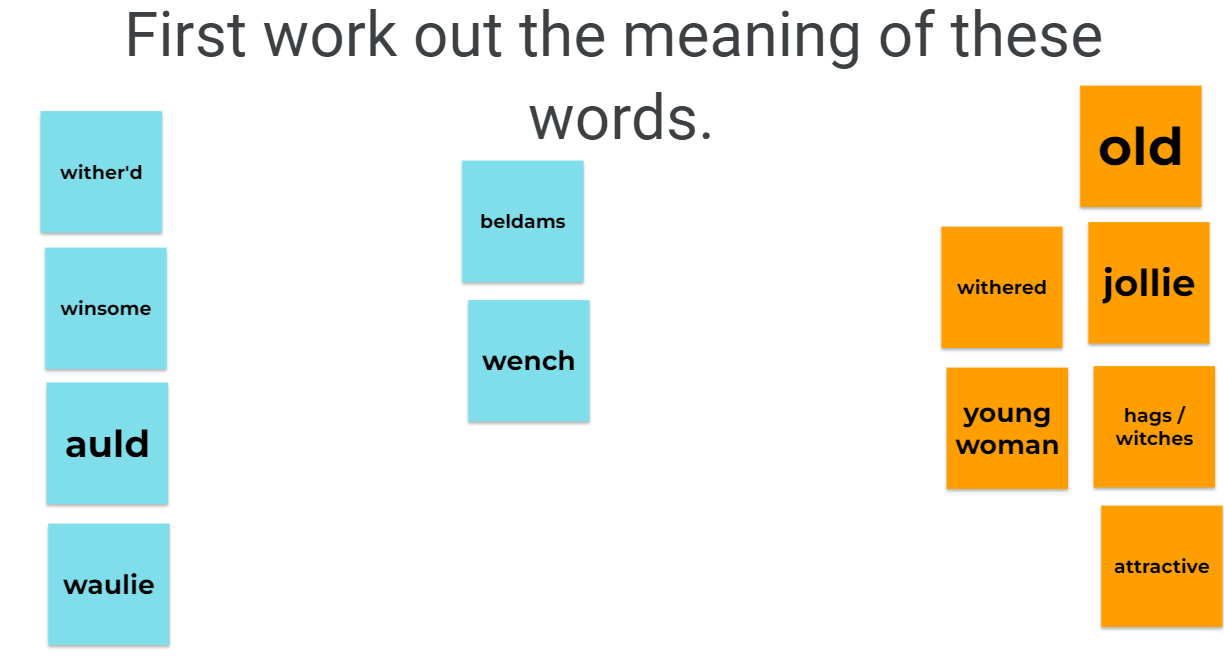 First work out the meaning of these
words.
wither'd
winsome
auld
waulie
beldams
wench
old
withered
jollie
young
woman
hags /
witches
attractive